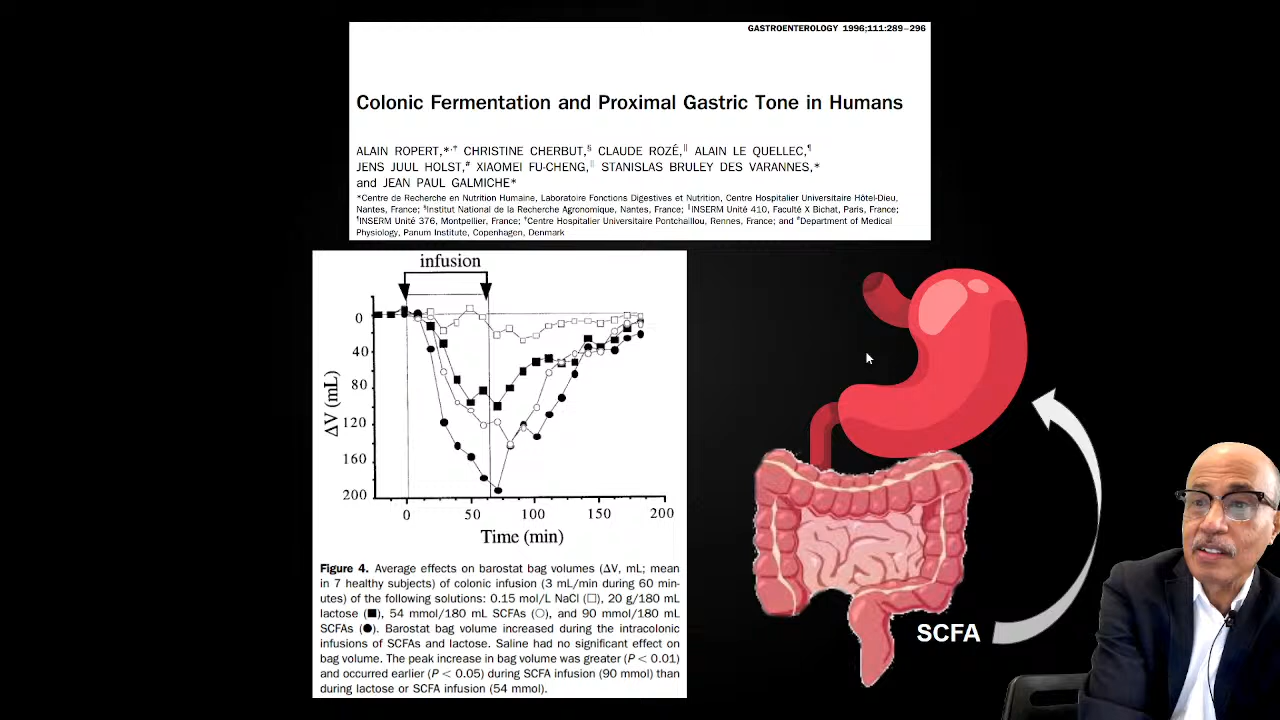 GASTROENTEROLOGY 1996;111:289–296
Colonic Fermentation and Proximal Gastric Tone in Humans
ALAIN ROPERT,*,† CHRISTINE CHERBUT,§ CLAUDE ROZÉ,‖ ALAIN LE QUELLEC,¶
JENS JUUL HOLST,# XIAOMEI FU-CHENG,‖ STANISLAS BRULEY DES VARANNES,*
and JEAN PAUL GALMICHE*
*Centre de Recherche en Nutrition Humaine, Laboratoire Fonctions Digestives et Nutrition, Centre Hospitalier Universitaire Hôtel-Dieu,
Nantes, France; §Institut National de la Recherche Agronomique, Nantes, France; ‖INSERM Unité 410, Faculté X Bichat, Paris, France;
¶INSERM Unité 376, Montpellier, France; †Centre Hospitalier Universitaire Pontchaillou, Rennes, France; and #Department of Medical
Physiology, Panum Institute, Copenhagen, Denmark
infusion
0
40
80
120
160
200
ΔV (mL)
0 50 100 150 200
Time (min)
Figure 4. Average effects on barostat bag volumes (ΔV, mL; mean
in 7 healthy subjects) of colonic infusion (3 mL/min during 60 min-
utes) of the following solutions: 0.15 mol/L NaCl (□), 20 g/180 mL
lactose (■), 54 mmol/180 mL SCFAs (○), and 90 mmol/180 mL
SCFAs (●). Barostat bag volume increased during the intracolonic
infusions of SCFAs and lactose. Saline had no significant effect on
bag volume. The peak increase in bag volume was greater (P < 0.01)
and occurred earlier (P < 0.05) during SCFA infusion (90 mmol) than
during lactose or SCFA infusion (54 mmol).
SCFA